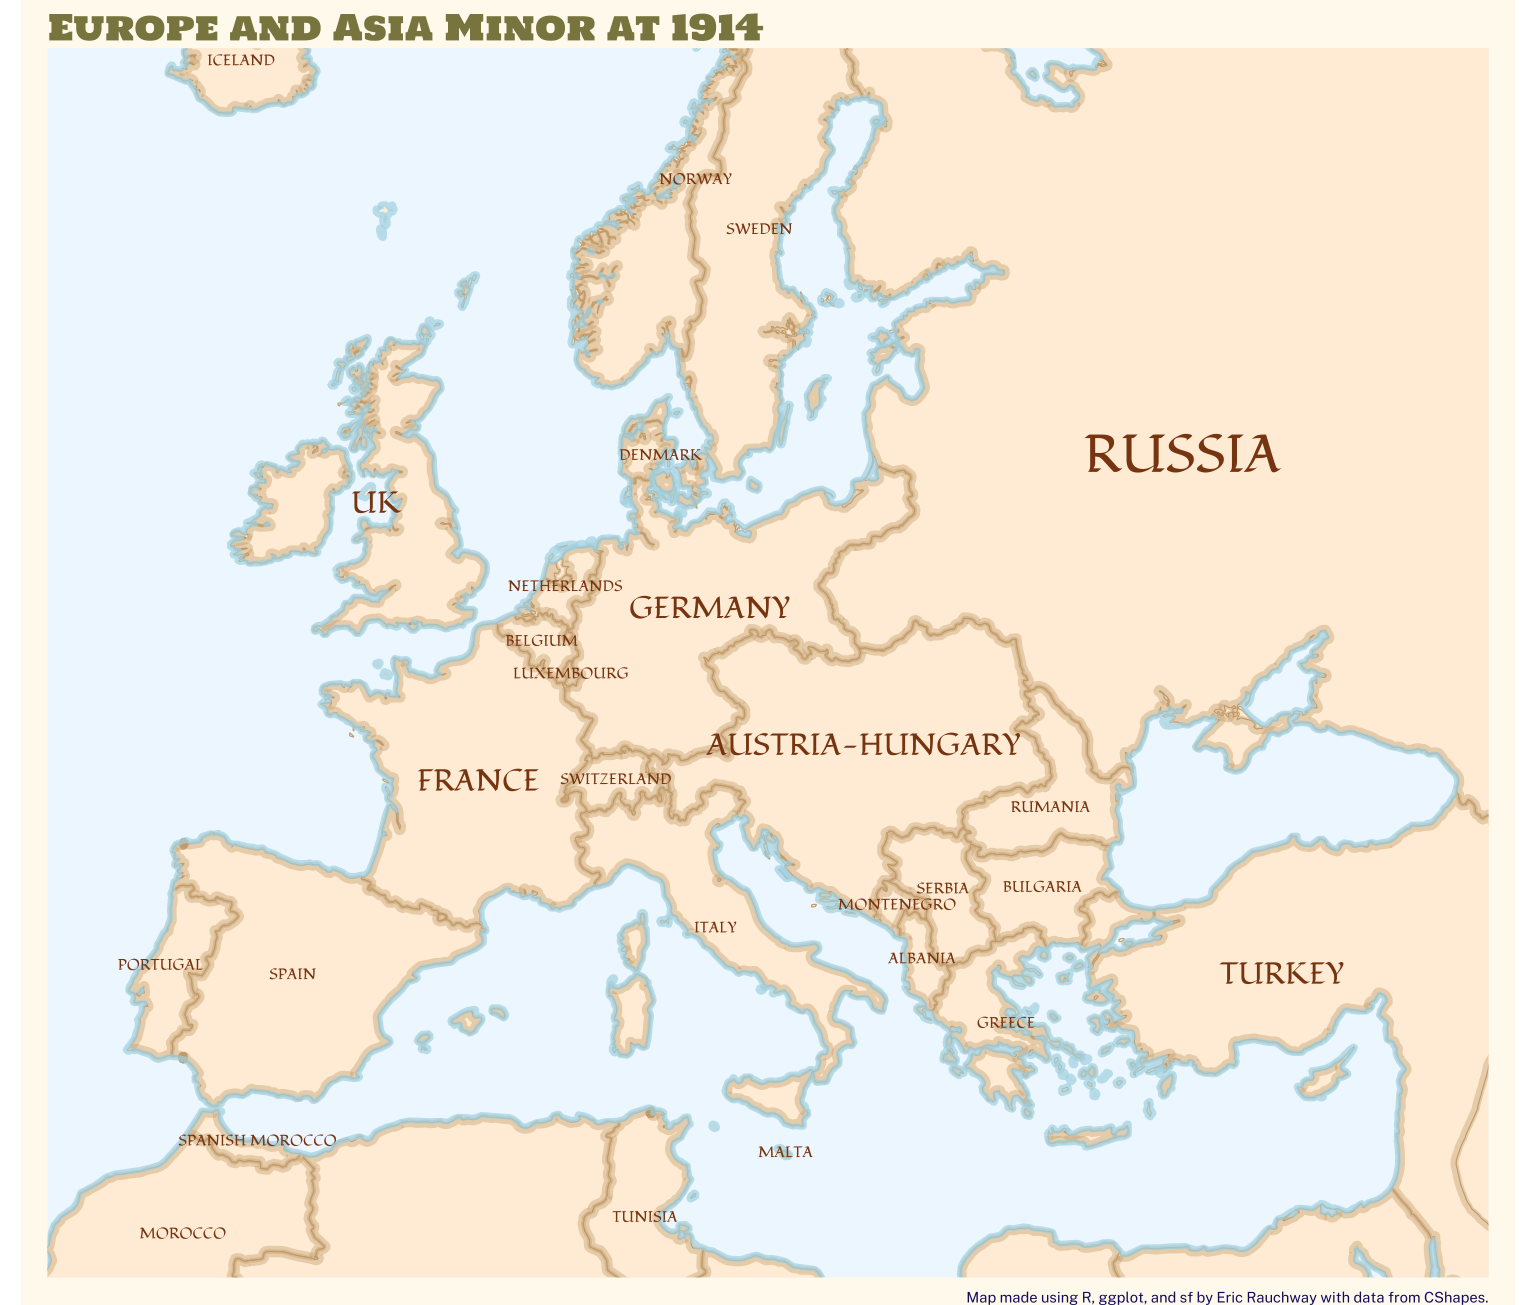 Europe and Asia Minor at 1914
ICELAND
NORWAY
SWEDEN
RUSSIA
DENMARK
UK
NETHERLANDS
GERMANY
BELGIUM
LUXEMBOURG
AUSTRIA-HUNGARY
FRANCE
SWITZERLAND
RUMANIA
SERBIA
BULGARIA
MONTENEGRO
ITALY
ALBANIA
PORTUGAL
SPAIN
TURKEY
GREECE
SPANISH MOROCCO
MALTA
TUNISIA
MOROCCO
Map made using R, ggplot, and sf by Eric Rauchway with data from CShapes.